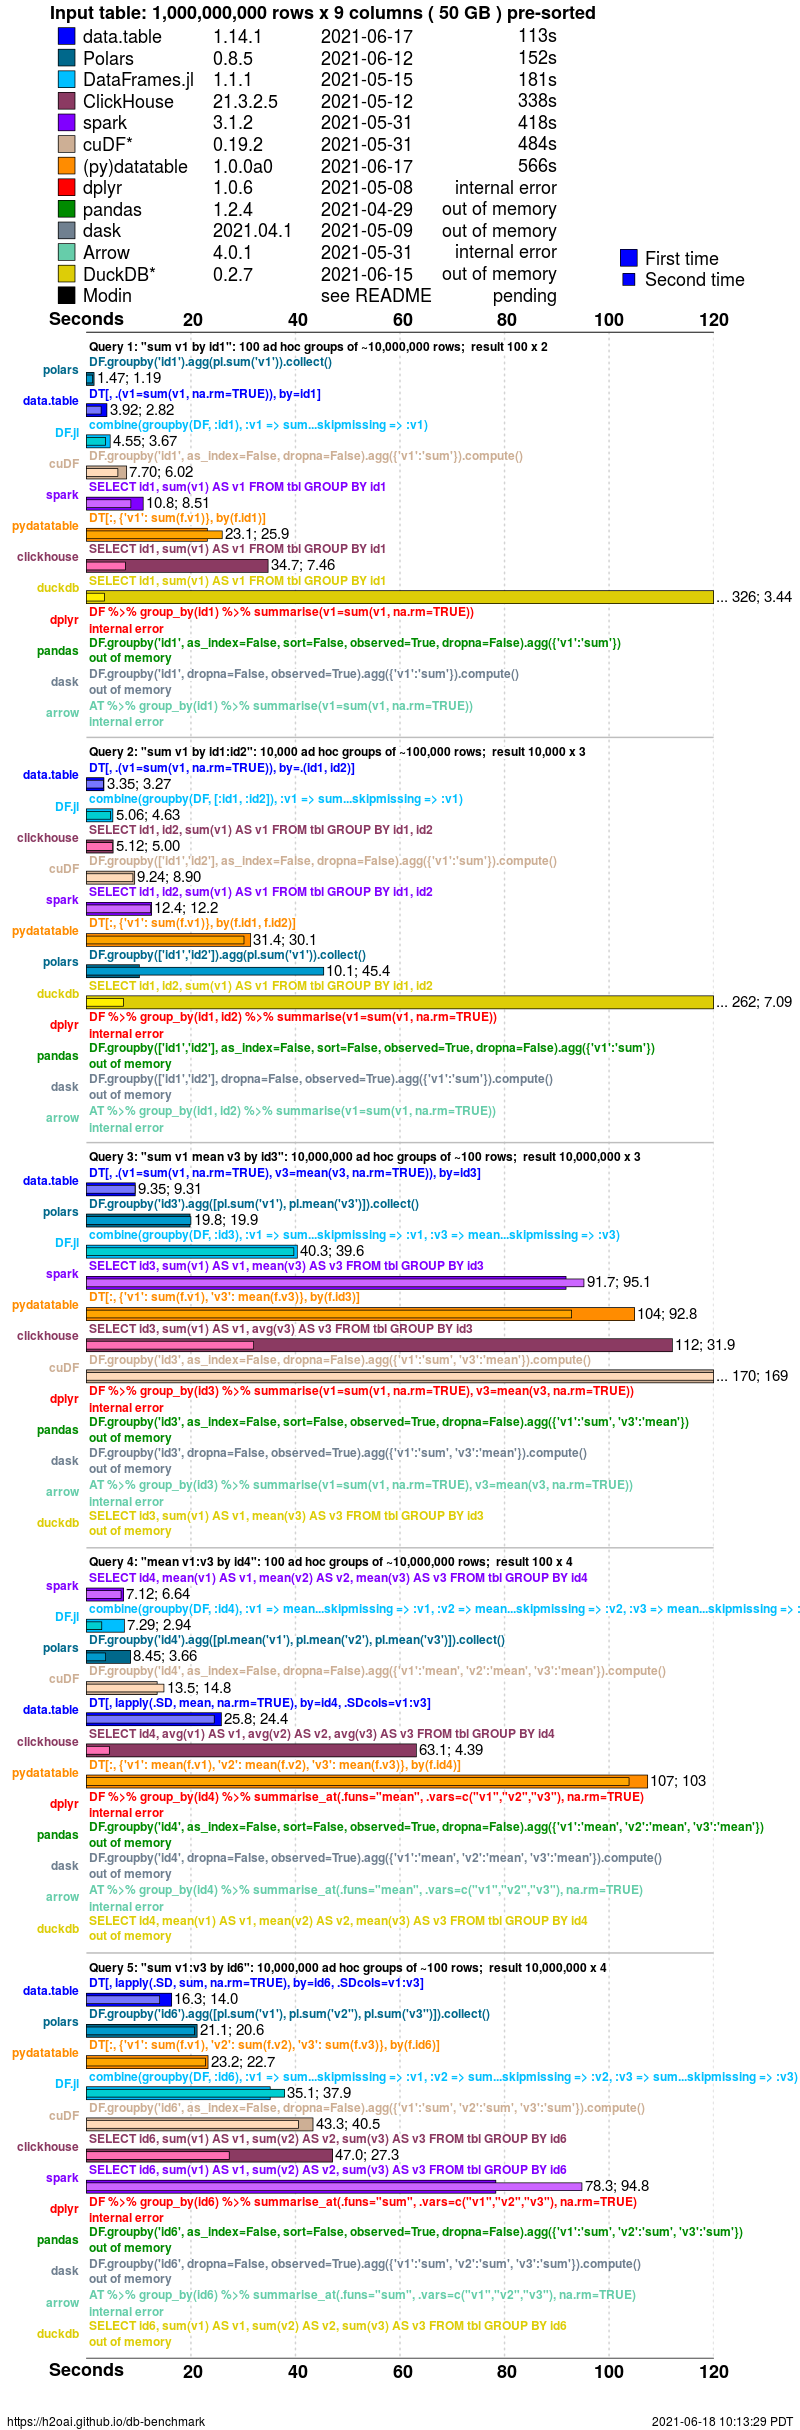 Input table: 1,000,000,000 rows x 9 columns ( 50 GB ) pre-sorted
data.table 1.14.1 2021-06-17 113s
Polars 0.8.5 2021-06-12 152s
DataFrames.jl 1.1.1 2021-05-15 181s
ClickHouse 21.3.2.5 2021-05-12 338s
spark 3.1.2 2021-05-31 418s
cuDF* 0.19.2 2021-05-31 484s
(py)datatable 1.0.0a0 2021-06-17 566s
dplyr 1.0.6 2021-05-08 internal error
pandas 1.2.4 2021-04-29 out of memory
dask 2021.04.1 2021-05-09 out of memory
Arrow 4.0.1 2021-05-31 internal error
DuckDB* 0.2.7 2021-06-15 out of memory
Modin see README pending
First time
Second time
Seconds 20 40 60 80 100 120
Query 1: "sum v1 by id1": 100 ad hoc groups of ~10,000,000 rows; result 100 x 2
DF.groupby('id1').agg(pl.sum('v1')).collect()
polars 1.47; 1.19
DT[, .(v1=sum(v1, na.rm=TRUE)), by=id1]
data.table 3.92; 2.82
combine(groupby(DF, :id1), :v1 => sum...skipmissing => :v1)
DF.jl 4.55; 3.67
DF.groupby('id1', as_index=False, dropna=False).agg({'v1':'sum'}).compute()
cuDF 7.70; 6.02
SELECT id1, sum(v1) AS v1 FROM tbl GROUP BY id1
spark 10.8; 8.51
DT[:, {'v1': sum(f.v1)}, by(f.id1)]
pydatatable 23.1; 25.9
SELECT id1, sum(v1) AS v1 FROM tbl GROUP BY id1
clickhouse 34.7; 7.46
SELECT id1, sum(v1) AS v1 FROM tbl GROUP BY id1
duckdb ... 326; 3.44
DF %>% group_by(id1) %>% summarise(v1=sum(v1, na.rm=TRUE))
dplyr internal error
DF.groupby('id1', as_index=False, sort=False, observed=True, dropna=False).agg({'v1':'sum'})
pandas out of memory
DF.groupby('id1', dropna=False, observed=True).agg({'v1':'sum'}).compute()
dask out of memory
AT %>% group_by(id1) %>% summarise(v1=sum(v1, na.rm=TRUE))
arrow internal error
Query 2: "sum v1 by id1:id2": 10,000 ad hoc groups of ~100,000 rows; result 10,000 x 3
DT[, .(v1=sum(v1, na.rm=TRUE)), by=.(id1, id2)]
data.table 3.35; 3.27
combine(groupby(DF, [:id1, :id2]), :v1 => sum...skipmissing => :v1)
DF.jl 5.06; 4.63
SELECT id1, id2, sum(v1) AS v1 FROM tbl GROUP BY id1, id2
clickhouse 5.12; 5.00
DF.groupby(['id1','id2'], as_index=False, dropna=False).agg({'v1':'sum'}).compute()
cuDF 9.24; 8.90
SELECT id1, id2, sum(v1) AS v1 FROM tbl GROUP BY id1, id2
spark 12.4; 12.2
DT[:, {'v1': sum(f.v1)}, by(f.id1, f.id2)]
pydatatable 31.4; 30.1
DF.groupby(['id1','id2']).agg(pl.sum('v1')).collect()
polars 10.1; 45.4
SELECT id1, id2, sum(v1) AS v1 FROM tbl GROUP BY id1, id2
duckdb ... 262; 7.09
DF %>% group_by(id1, id2) %>% summarise(v1=sum(v1, na.rm=TRUE))
dplyr internal error
DF.groupby(['id1','id2'], as_index=False, sort=False, observed=True, dropna=False).agg({'v1':'sum'})
pandas out of memory
DF.groupby(['id1','id2'], dropna=False, observed=True).agg({'v1':'sum'}).compute()
dask out of memory
AT %>% group_by(id1, id2) %>% summarise(v1=sum(v1, na.rm=TRUE))
arrow internal error
Query 3: "sum v1 mean v3 by id3": 10,000,000 ad hoc groups of ~100 rows; result 10,000,000 x 3
DT[, .(v1=sum(v1, na.rm=TRUE), v3=mean(v3, na.rm=TRUE)), by=id3]
data.table 9.35; 9.31
DF.groupby('id3').agg([pl.sum('v1'), pl.mean('v3')]).collect()
polars 19.8; 19.9
combine(groupby(DF, :id3), :v1 => sum...skipmissing => :v1, :v3 => mean...skipmissing => :v3)
DF.jl 40.3; 39.6
SELECT id3, sum(v1) AS v1, mean(v3) AS v3 FROM tbl GROUP BY id3
spark 91.7; 95.1
DT[:, {'v1': sum(f.v1), 'v3': mean(f.v3)}, by(f.id3)]
pydatatable 104; 92.8
SELECT id3, sum(v1) AS v1, avg(v3) AS v3 FROM tbl GROUP BY id3
clickhouse 112; 31.9
DF.groupby('id3', as_index=False, dropna=False).agg({'v1':'sum', 'v3':'mean'}).compute()
cuDF ... 170; 169
DF %>% group_by(id3) %>% summarise(v1=sum(v1, na.rm=TRUE), v3=mean(v3, na.rm=TRUE))
dplyr internal error
DF.groupby('id3', as_index=False, sort=False, observed=True, dropna=False).agg({'v1':'sum', 'v3':'mean'})
pandas out of memory
DF.groupby('id3', dropna=False, observed=True).agg({'v1':'sum', 'v3':'mean'}).compute()
dask out of memory
AT %>% group_by(id3) %>% summarise(v1=sum(v1, na.rm=TRUE), v3=mean(v3, na.rm=TRUE))
arrow internal error
SELECT id3, sum(v1) AS v1, mean(v3) AS v3 FROM tbl GROUP BY id3
duckdb out of memory
Query 4: "mean v1:v3 by id4": 100 ad hoc groups of ~10,000,000 rows; result 100 x 4
SELECT id4, mean(v1) AS v1, mean(v2) AS v2, mean(v3) AS v3 FROM tbl GROUP BY id4
spark 7.12; 6.64
combine(groupby(DF, :id4), :v1 => mean...skipmissing => :v1, :v2 => mean...skipmissing => :v2, :v3 => mean...skipmissing => :
DF.jl 7.29; 2.94
DF.groupby('id4').agg([pl.mean('v1'), pl.mean('v2'), pl.mean('v3')]).collect()
polars 8.45; 3.66
DF.groupby('id4', as_index=False, dropna=False).agg({'v1':'mean', 'v2':'mean', 'v3':'mean'}).compute()
cuDF 13.5; 14.8
DT[, lapply(.SD, mean, na.rm=TRUE), by=id4, .SDcols=v1:v3]
data.table 25.8; 24.4
SELECT id4, avg(v1) AS v1, avg(v2) AS v2, avg(v3) AS v3 FROM tbl GROUP BY id4
clickhouse 63.1; 4.39
DT[:, {'v1': mean(f.v1), 'v2': mean(f.v2), 'v3': mean(f.v3)}, by(f.id4)]
pydatatable 107; 103
DF %>% group_by(id4) %>% summarise_at(.funs="mean", .vars=c("v1","v2","v3"), na.rm=TRUE)
dplyr internal error
DF.groupby('id4', as_index=False, sort=False, observed=True, dropna=False).agg({'v1':'mean', 'v2':'mean', 'v3':'mean'})
pandas out of memory
DF.groupby('id4', dropna=False, observed=True).agg({'v1':'mean', 'v2':'mean', 'v3':'mean'}).compute()
dask out of memory
AT %>% group_by(id4) %>% summarise_at(.funs="mean", .vars=c("v1","v2","v3"), na.rm=TRUE)
arrow internal error
SELECT id4, mean(v1) AS v1, mean(v2) AS v2, mean(v3) AS v3 FROM tbl GROUP BY id4
duckdb out of memory
Query 5: "sum v1:v3 by id6": 10,000,000 ad hoc groups of ~100 rows; result 10,000,000 x 4
DT[, lapply(.SD, sum, na.rm=TRUE), by=id6, .SDcols=v1:v3]
data.table 16.3; 14.0
DF.groupby('id6').agg([pl.sum('v1'), pl.sum('v2"), pl.sum('v3")]).collect()
polars 21.1; 20.6
DT[:, {'v1': sum(f.v1), 'v2': sum(f.v2), 'v3': sum(f.v3)}, by(f.id6)]
pydatatable 23.2; 22.7
combine(groupby(DF, :id6), :v1 => sum...skipmissing => :v1, :v2 => sum...skipmissing => :v2, :v3 => sum...skipmissing => :v3)
DF.jl 35.1; 37.9
DF.groupby('id6', as_index=False, dropna=False).agg({'v1':'sum', 'v2':'sum', 'v3':'sum'}).compute()
cuDF 43.3; 40.5
SELECT id6, sum(v1) AS v1, sum(v2) AS v2, sum(v3) AS v3 FROM tbl GROUP BY id6
clickhouse 47.0; 27.3
SELECT id6, sum(v1) AS v1, sum(v2) AS v2, sum(v3) AS v3 FROM tbl GROUP BY id6
spark 78.3; 94.8
DF %>% group_by(id6) %>% summarise_at(.funs="sum", .vars=c("v1","v2","v3"), na.rm=TRUE)
dplyr internal error
DF.groupby('id6', as_index=False, sort=False, observed=True, dropna=False).agg({'v1':'sum', 'v2':'sum', 'v3':'sum'})
pandas out of memory
DF.groupby('id6', dropna=False, observed=True).agg({'v1':'sum', 'v2':'sum', 'v3':'sum'}).compute()
dask out of memory
AT %>% group_by(id6) %>% summarise_at(.funs="sum", .vars=c("v1","v2","v3"), na.rm=TRUE)
arrow internal error
SELECT id6, sum(v1) AS v1, sum(v2) AS v2, sum(v3) AS v3 FROM tbl GROUP BY id6
duckdb out of memory
Seconds 20 40 60 80 100 120
https://h2oai.github.io/db-benchmark 2021-06-18 10:13:29 PDT